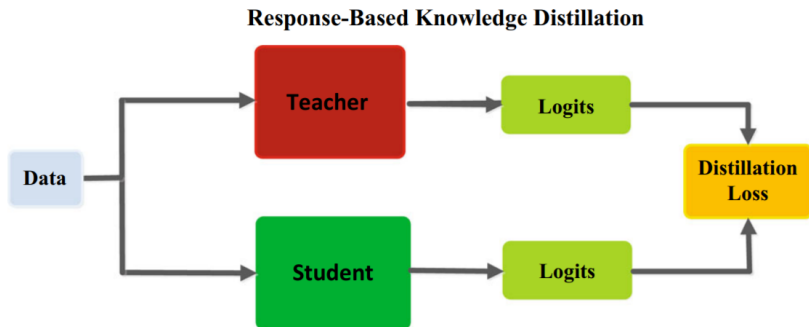 Response-Based Knowledge Distillation
Teacher
Logits
Data
Distillation
Loss
Student
Logits